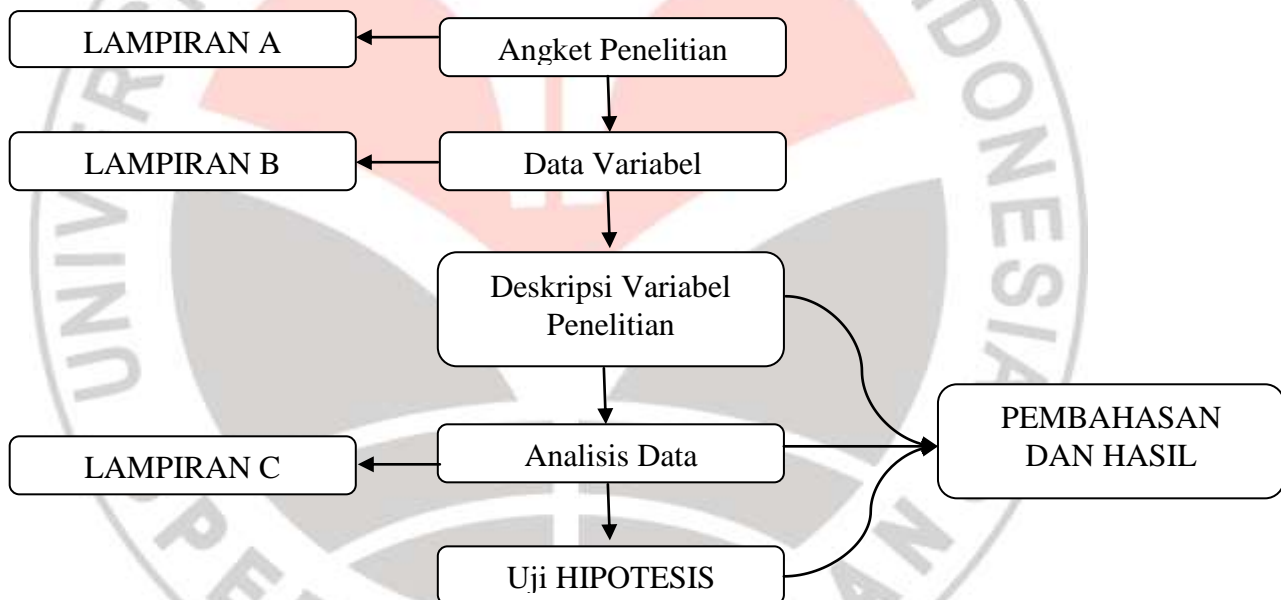 LAMPIRAN A
Angket Penelitian
LAMPIRAN B
Data Variabel
Deskripsi Variabel
Penelitian
LAMPIRAN C
Analisis Data
PEMBAHASAN
DAN HASIL
Uji HIPOTESIS